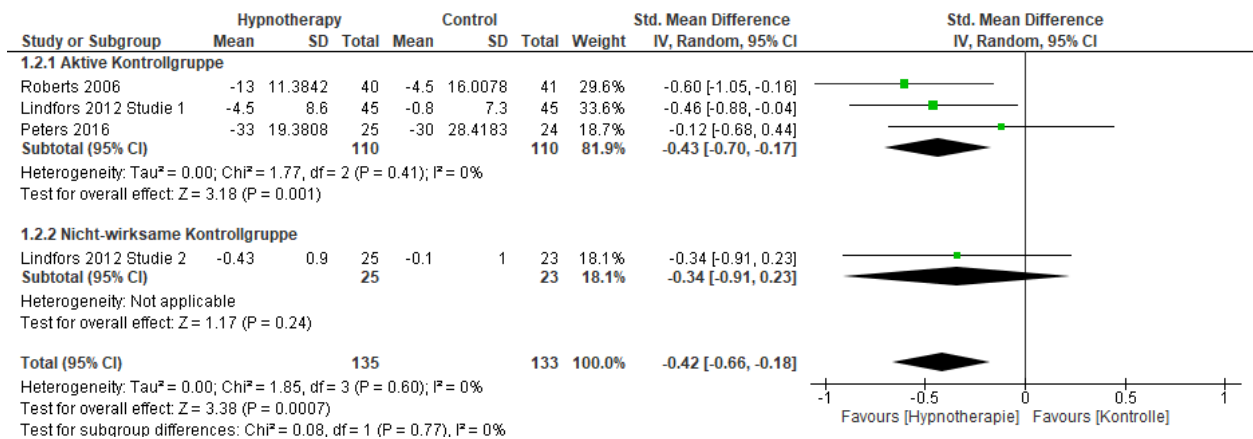 Hypnotherapy Control Std. Mean Difference Std. Mean Difference
Study or Subgroup Mean SD Total Mean SD Total Weight IV, Random, 95% CI IV, Random, 95% CI
1.2.1 Aktive Kontrollgruppe
Roberts 2006 -13 11.3842 40 -4.5 16.0078 41 29.6% -0.60 [-1.05, -0.16]
Lindfors 2012 Studie 1 -4.5 8.6 45 -0.8 7.3 45 33.6% -0.46 [-0.88, -0.04]
Peters 2016 -33 19.3808 25 -30 28.4183 24 18.7% -0.12 [-0.68, 0.44]
Subtotal (95% CI) 110 110 81.9% -0.43 [-0.70, -0.17]
Heterogeneity: Tau² = 0.00; Chi² = 1.77, df = 2 (P = 0.41); I² = 0%
Test for overall effect: Z = 3.18 (P = 0.001)
1.2.2 Nicht-wirksame Kontrollgruppe
Lindfors 2012 Studie 2 -0.43 0.9 25 -0.1 1 23 18.1% -0.34 [-0.91, 0.23]
Subtotal (95% CI) 25 23 18.1% -0.34 [-0.91, 0.23]
Heterogeneity: Not applicable
Test for overall effect: Z = 1.17 (P = 0.24)
Total (95% CI) 135 133 100.0% -0.42 [-0.66, -0.18]
Heterogeneity: Tau² = 0.00; Chi² = 1.85, df = 3 (P = 0.60); I² = 0%
Test for overall effect: Z = 3.38 (P = 0.0007)
Test for subgroup differences: Chi² = 0.08, df = 1 (P = 0.77), I² = 0%
-1 -0.5 0 0.5 1
Favours [Hypnotherapie] Favours [Kontrolle]